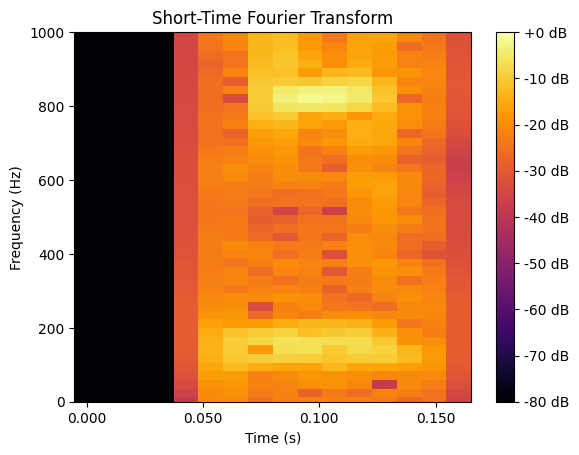 Short-Time Fourier Transform
1000
800
600
400
200
0
Frequency (Hz)
0.000
0.050
0.100
0.150
Time (s)
+0 dB
-10 dB
-20 dB
-30 dB
-40 dB
-50 dB
-60 dB
-70 dB
-80 dB